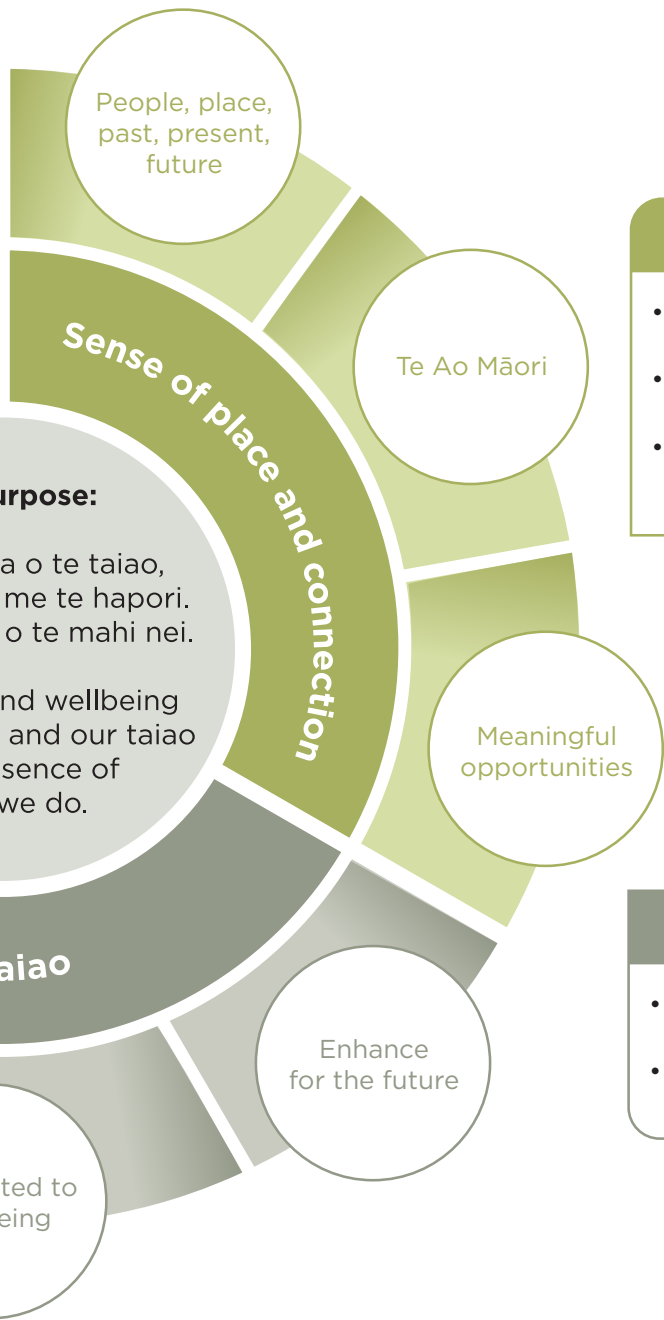 People, place,
past, present,
future
Te Ao Māori
Sense of place and connection
urpose:
a o te taiao,
me te hapori.
o te mahi nei.
nd wellbeing
and our taiao
sence of
we do.
Meaningful
opportunities
aiao
Enhance
for the future
ted to
eing
•
•
•
•
•